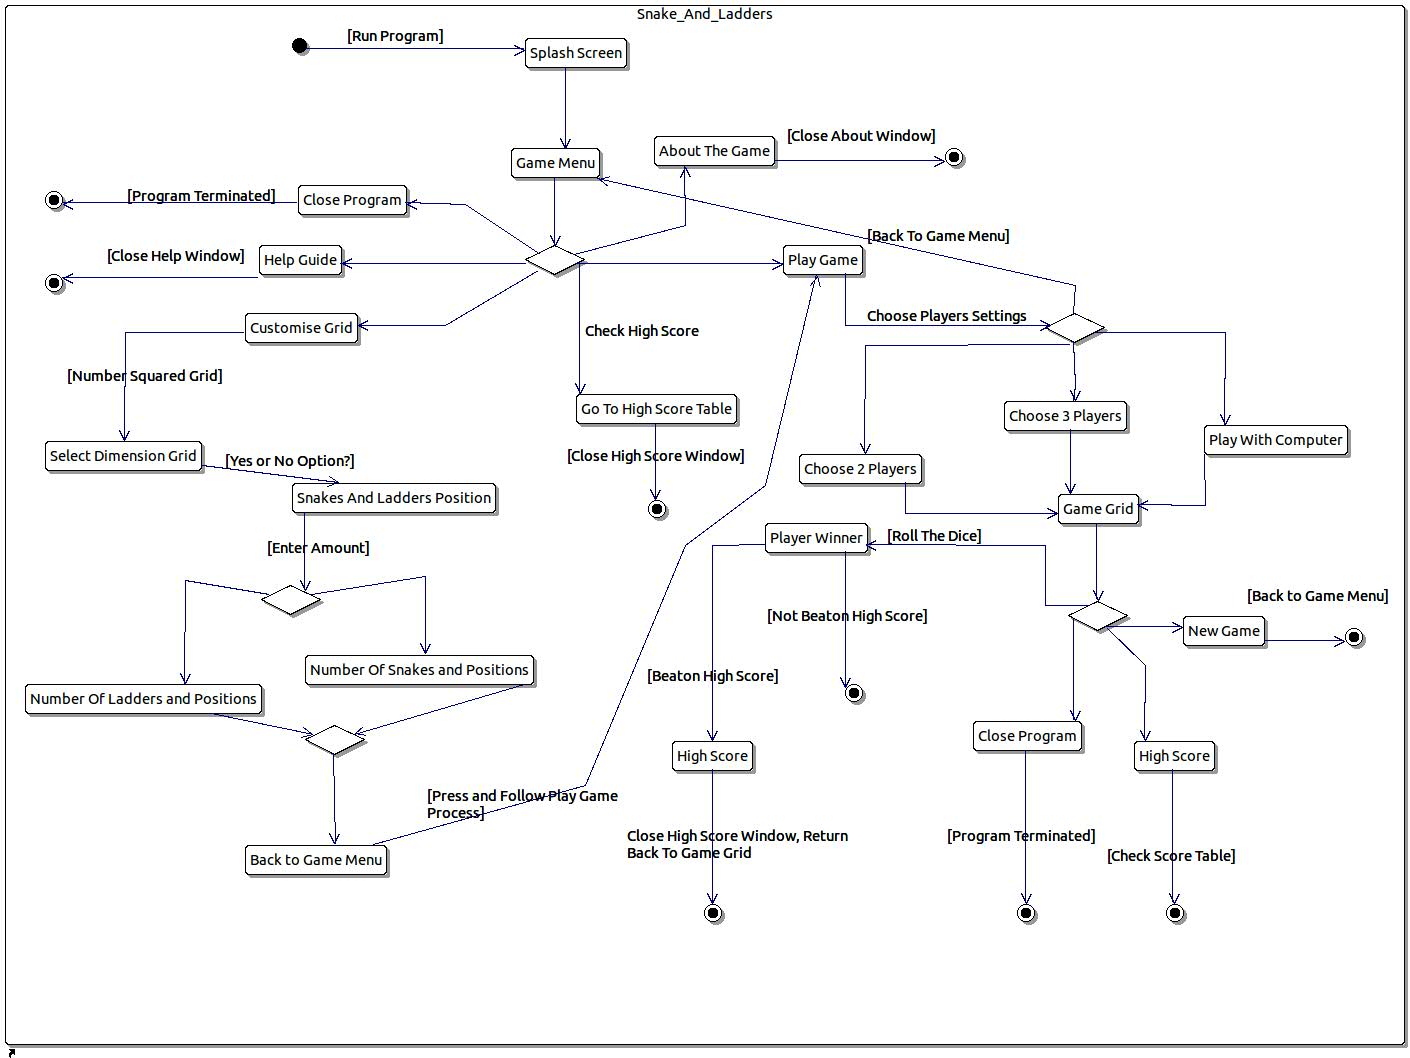 Snake_And_Ladders
[Run Program]
Splash Screen
[Close About Window]
About The Game
Game Menu
[Program Terminated]
Close Program
[Back To Game Menu]
[Close Help Window]
Help Guide
Play Game
Customise Grid
Check High Score
Choose Players Settings
[Number Squared Grid]
Go To High Score Table
Choose 3 Players
Play With Computer
Select Dimension Grid
[Yes or No Option?]
[Close High Score Window]
Choose 2 Players
Snakes And Ladders Position
Game Grid
[Enter Amount]
Player Winner
[Roll The Dice]
[Back to Game Menu]
[Not Beaton High Score]
New Game
Number Of Snakes and Positions
[Beaton High Score]
Number Of Ladders and Positions
Close Program
High Score
High Score
[Press and Follow Play Game
Process]
Close High Score Window, Return
Back To Game Grid
[Program Terminated]
[Check Score Table]
Back to Game Menu